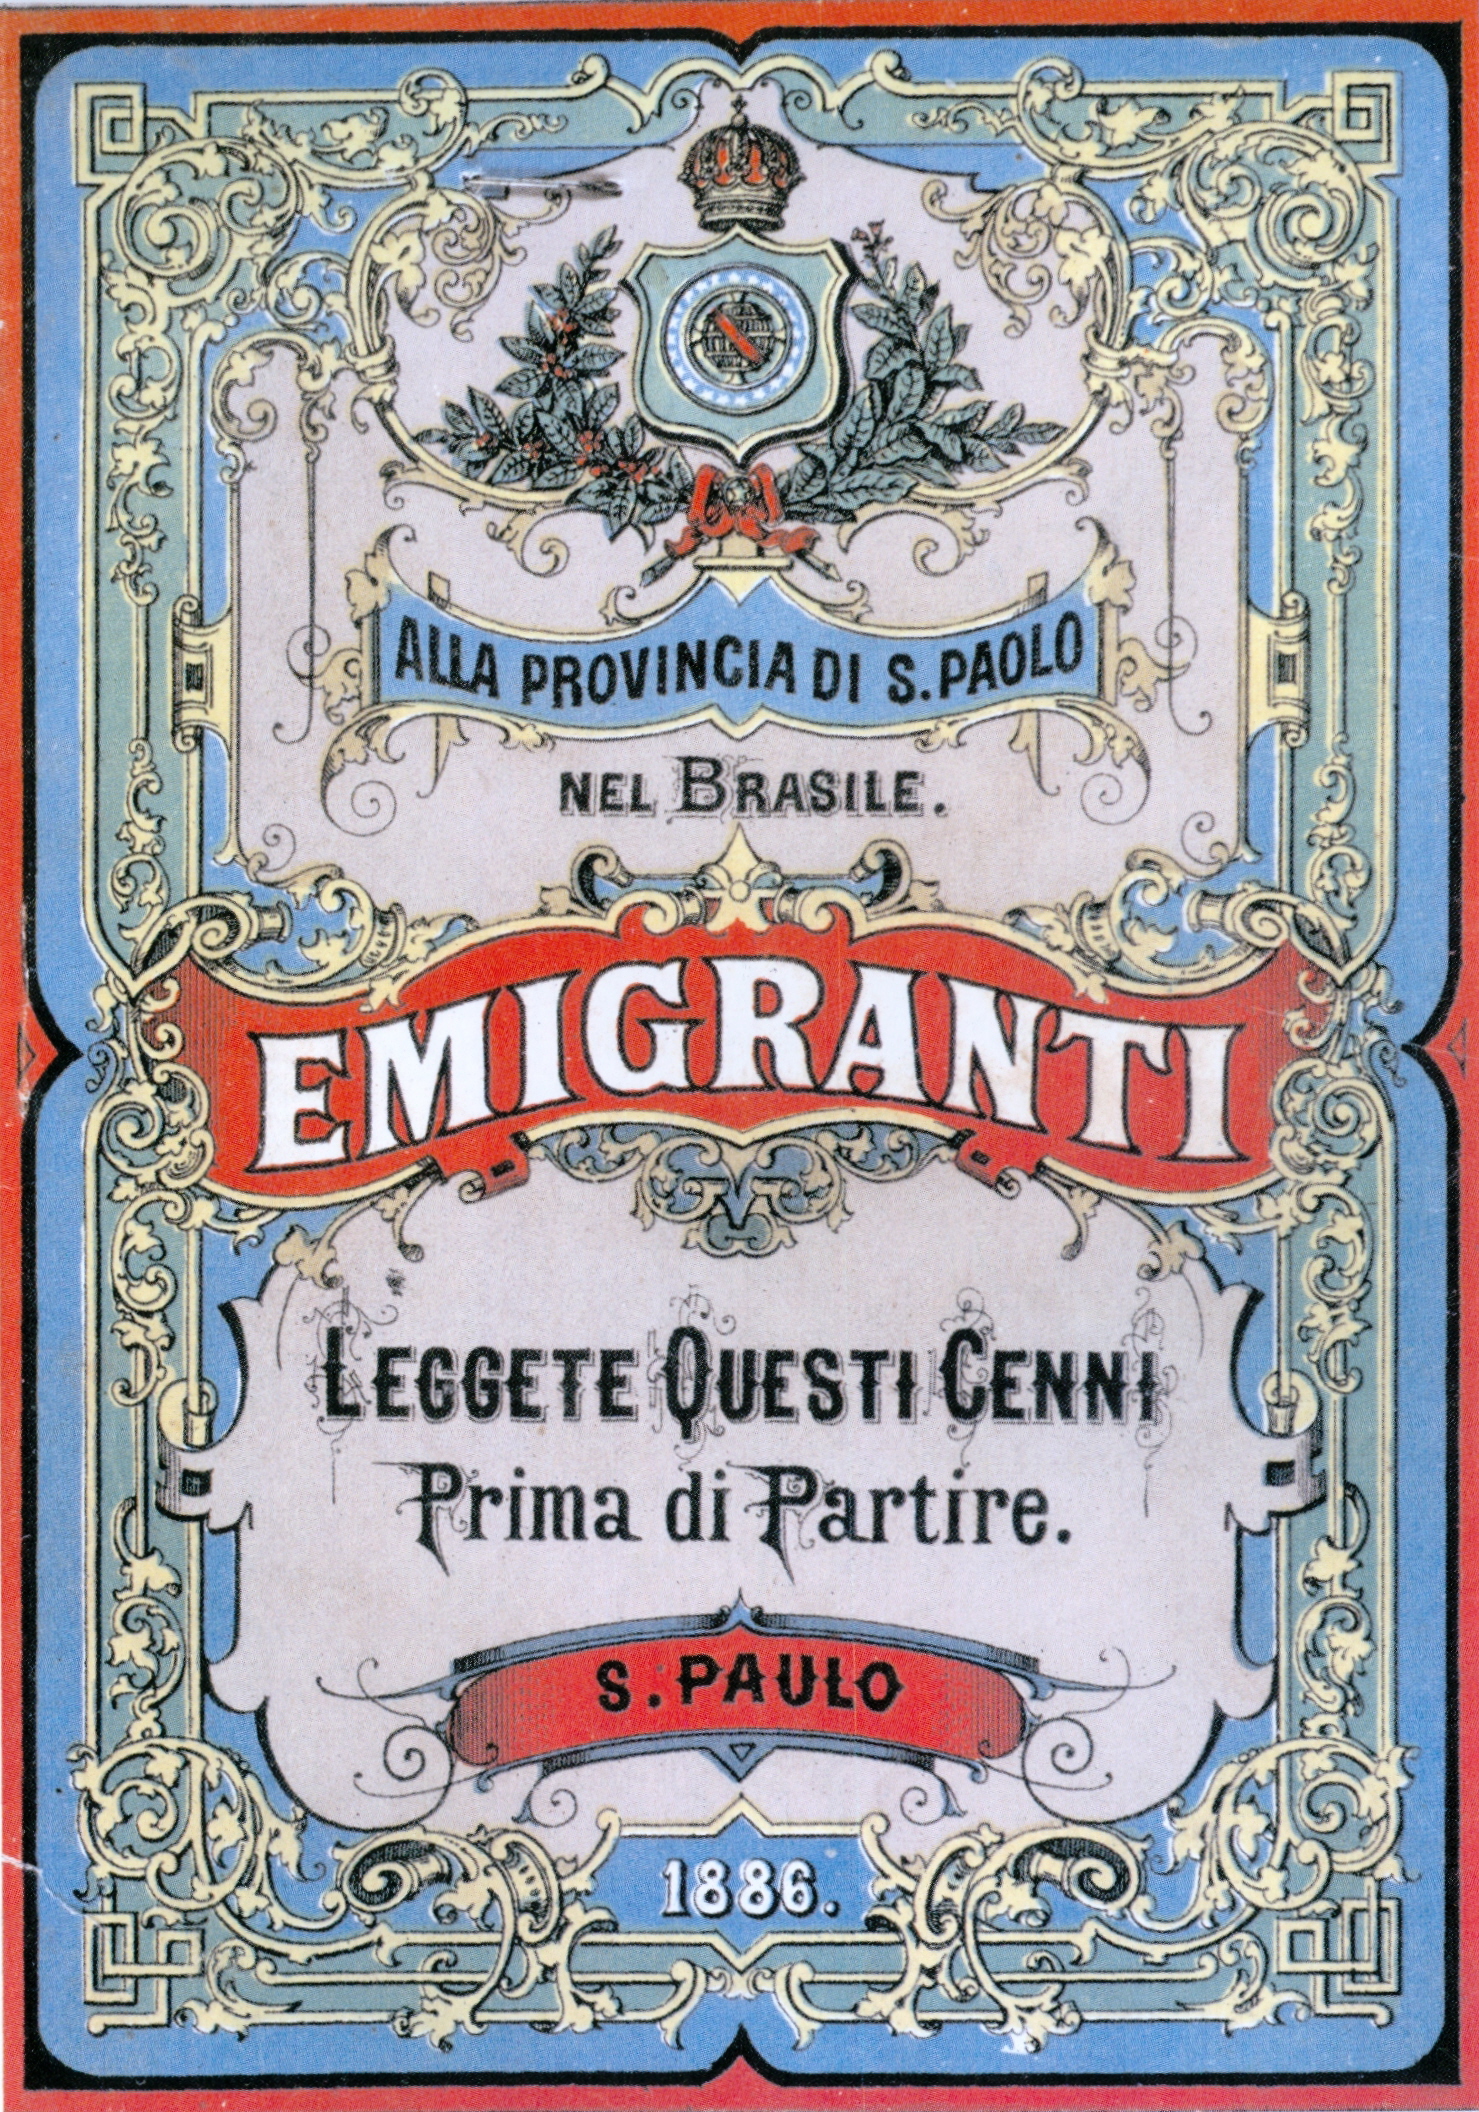 ALLA PROVINCIA DI S. PAOLO
NEL BRASILE.
EMIGRANTI
LEGGETE QUESTI CENNI
Prima di Partire.
S. PAULO
1886.